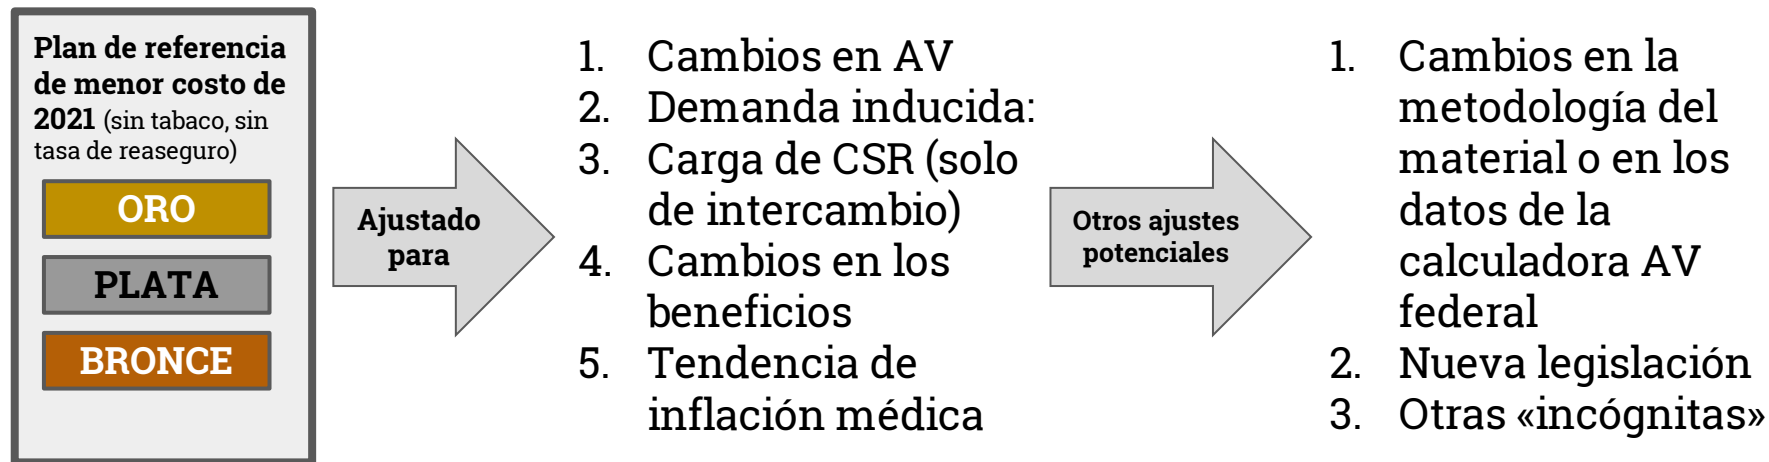 Plan de referencia
de menor costo de
2021 (sin tabaco, sin
tasa de reaseguro)
ORO
PLATA
BRONCE
Ajustado
para
1. Cambios en AV
2. Demanda inducida:
3. Carga de CSR (solo
de intercambio)
4. Cambios en los
beneficios
5. Tendencia de
inflación médica
Otros ajustes
potenciales
1. Cambios en la
metodología del
material o en los
datos de la
calculadora AV
federal
2. Nueva legislación
3. Otras «incógnitas»